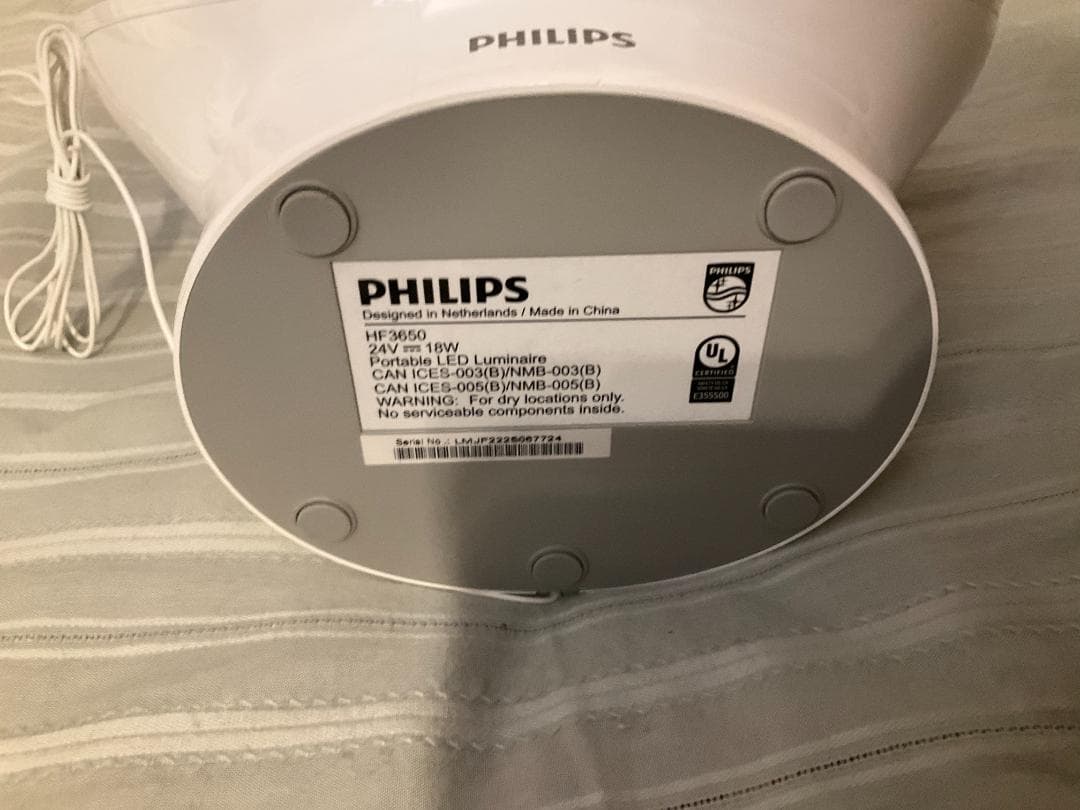 PHILIPS
PHILIPS
Designed in Netherlands / Made in China
PHILIPS
HF3650
24V ⎓ 18W
Portable LED Luminaire
CAN ICES-003(B)/NMB-003(B)
CAN ICES-005(B)/NMB-005(B)
WARNING: For dry locations only.
No serviceable components inside.
UL
CERTIFIED
E355500
Serial No.: LMJP2225067724